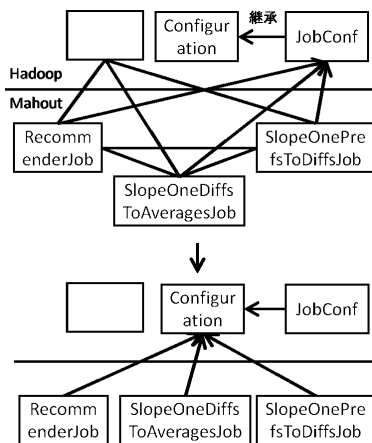 Configur
ation
継承
JobConf
Hadoop
Mahout
Recomm
enderJob
SlopeOnePre
fsToDiffsJob
SlopeOneDiffs
ToAveragesJob
Configur
ation
JobConf
Recomm
enderJob
SlopeOneDiffs
ToAveragesJob
SlopeOnePre
fsToDiffsJob